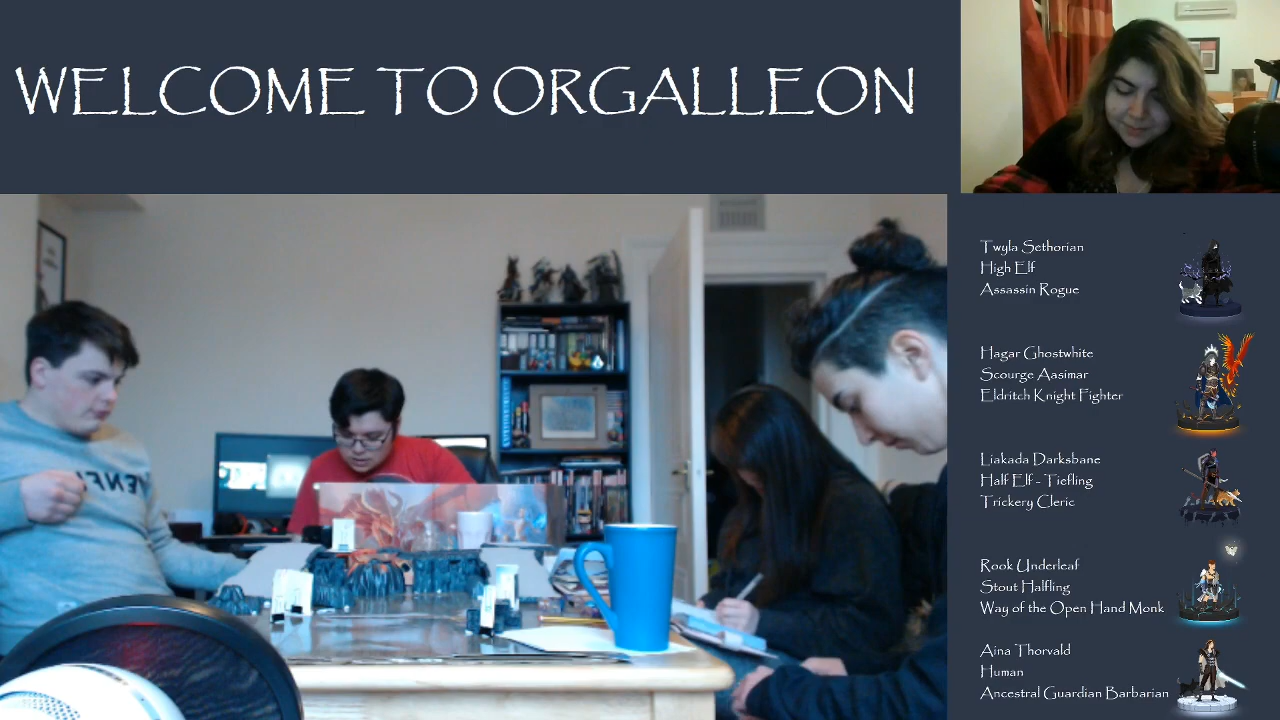 WELCOME TO ORGALLEON
Twyla Sethorian
High Elf
Assassin Rogue
Hagar Ghostwhite
Scourge Aasimar
Eldritch Knight Fighter
Liakada Darksbane
Half Elf - Tiefling
Trickery Cleric
Rook Underleaf
Stout Halfling
Way of the Open Hand Monk
Aina Thorvald
Human
Ancestral Guardian Barbarian